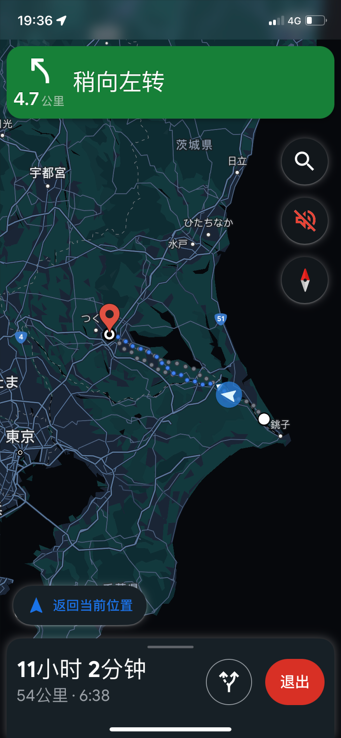 19:36
4G
4.7 公里
稍向左转
茨城県
日立
宇都宮
ひたちなか
水戸
つく
51
4
たま
東京
銚子
返回当前位置
11小时 2分钟
54公里 · 6:38
退出